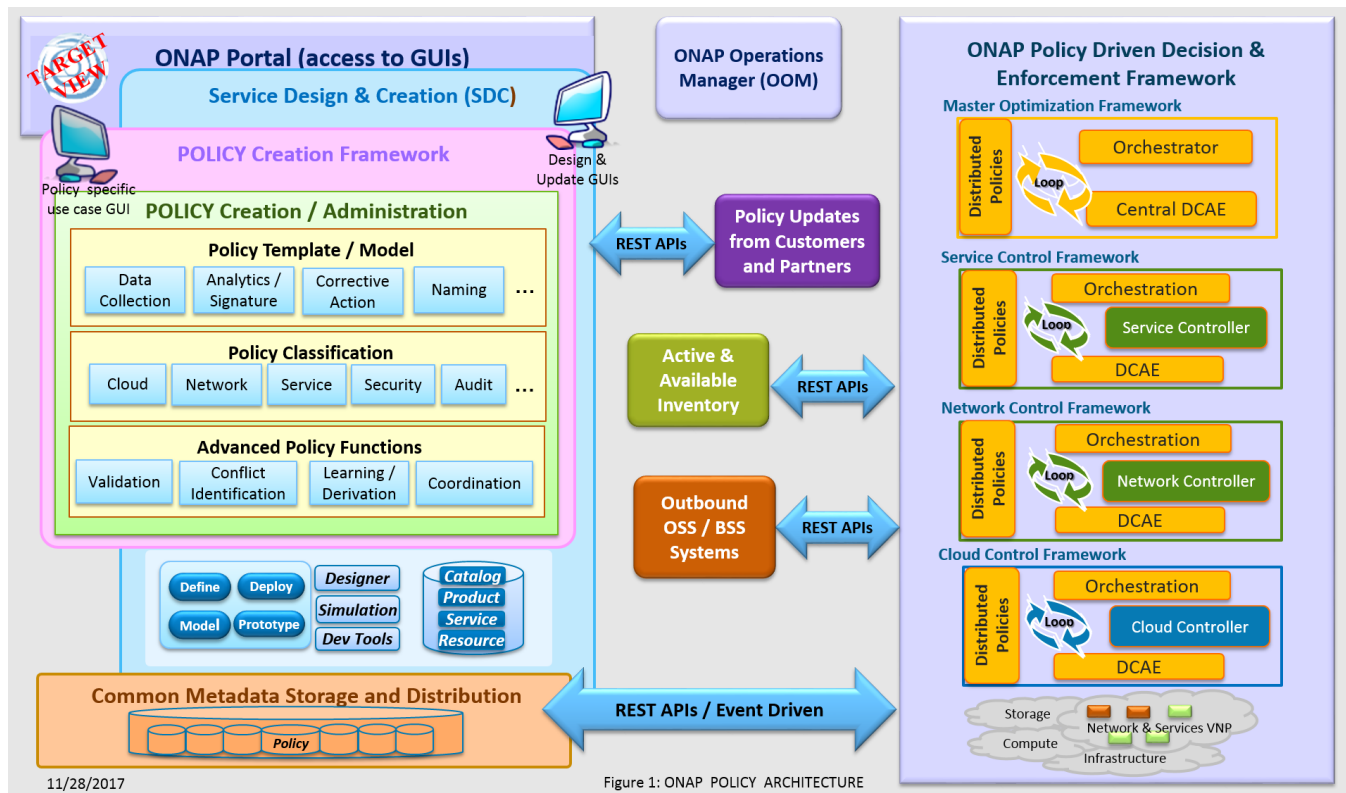 TARGET
VIEW
ONAP Portal (access to GUIs)
Service Design & Creation (SDC)
POLICY Creation Framework
Policy specific
use case GUI
Design &
Update GUIs
POLICY Creation / Administration
Policy Template / Model
Data
Collection
Analytics /
Signature
Corrective
Action
Naming
...
Policy Classification
Cloud
Network
Service
Security
Audit
...
Advanced Policy Functions
Validation
Conflict
Identification
Learning /
Derivation
Coordination
Define
Deploy
Model
Prototype
Designer
Simulation
Dev Tools
Catalog
Product
Service
Resource
Common Metadata Storage and Distribution
Policy
11/28/2017
ONAP Operations
Manager (OOM)
REST APIs
Policy Updates
from Customers
and Partners
Active &
Available
Inventory
REST APIs
Outbound
OSS / BSS
Systems
REST APIs
REST APIs / Event Driven
Figure 1: ONAP POLICY ARCHITECTURE
ONAP Policy Driven Decision &
Enforcement Framework
Master Optimization Framework
Distributed
Policies
Loop
Orchestrator
Central DCAE
Service Control Framework
Distributed
Policies
Orchestration
Loop
Service Controller
DCAE
Network Control Framework
Distributed
Policies
Orchestration
Loop
Network Controller
DCAE
Cloud Control Framework
Distributed
Policies
Orchestration
Loop
Cloud Controller
DCAE
Storage
Network & Services VNP
Compute
Infrastructure